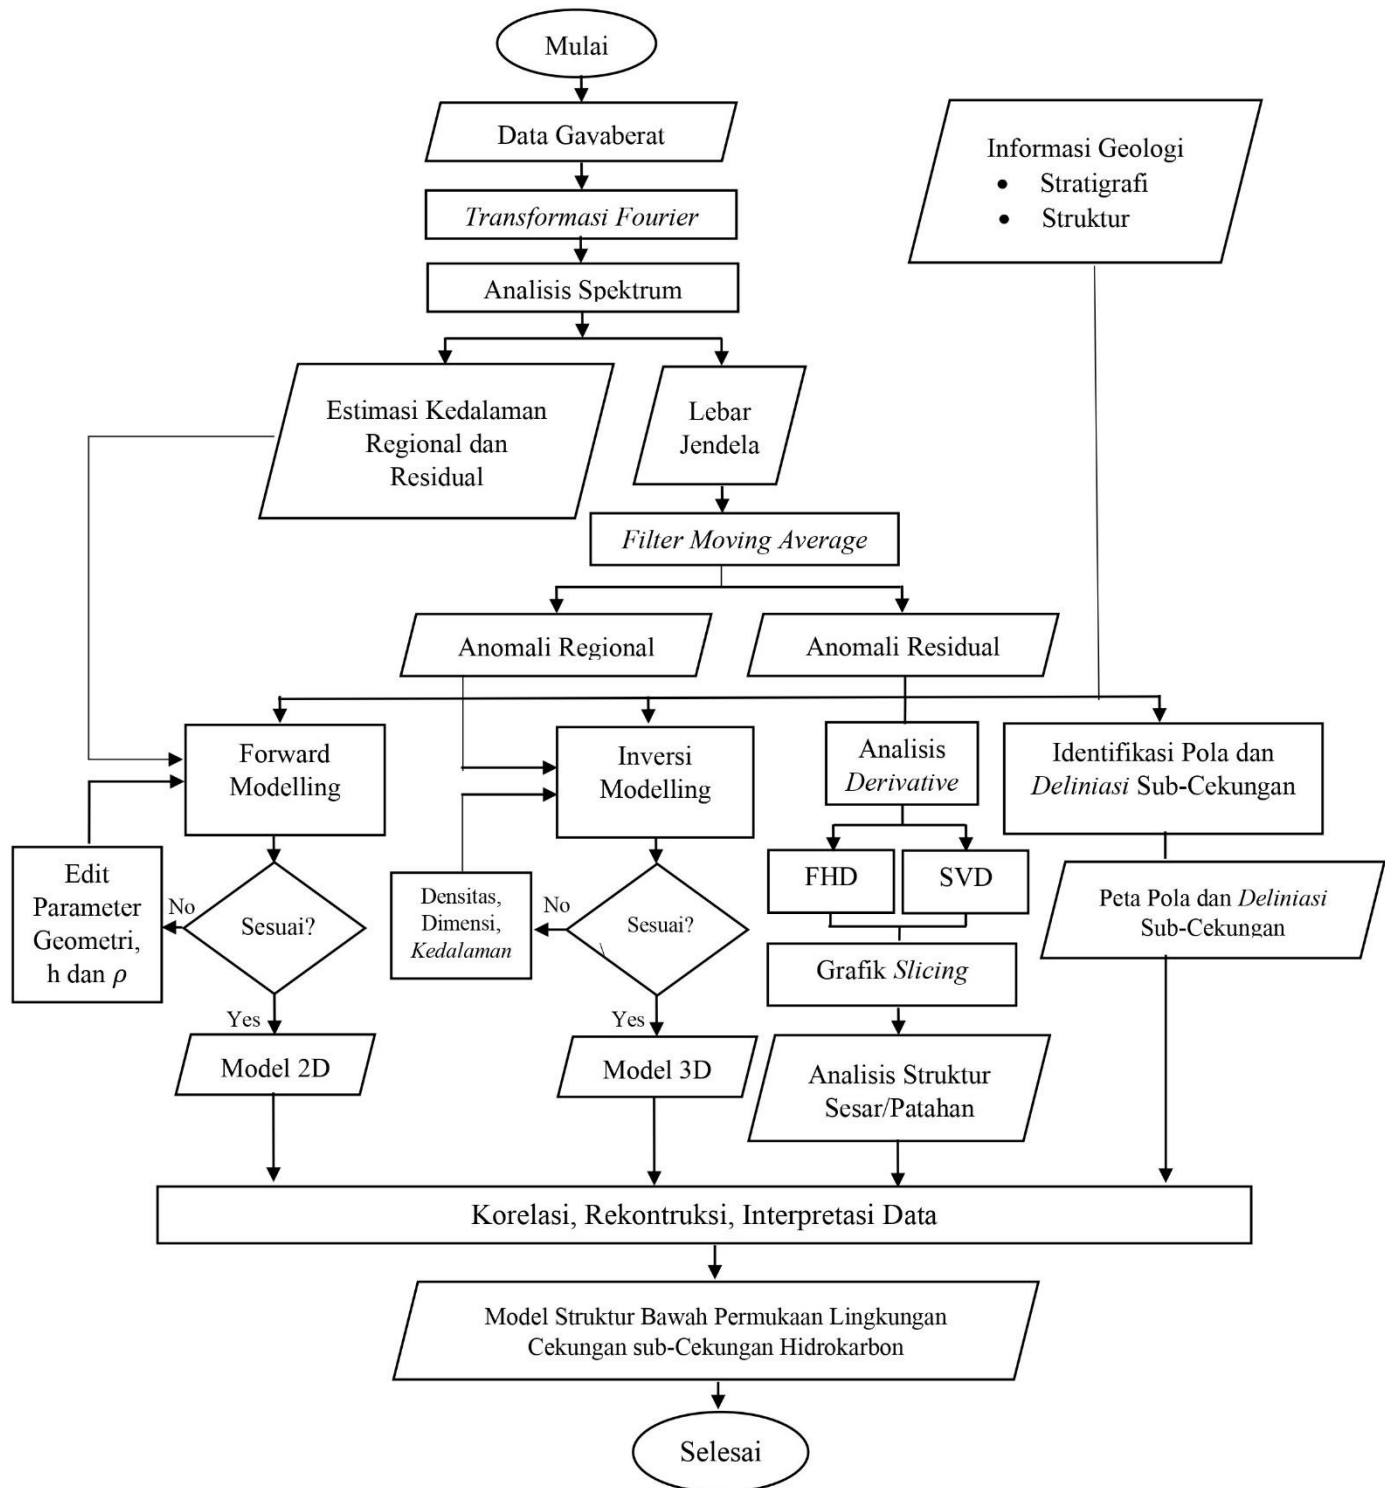 Mulai
Data Gavaberat
Informasi Geologi
• Stratigrafi
• Struktur
Transformasi Fourier
Analisis Spektrum
Estimasi Kedalaman
Regional dan
Residual
Lebar
Jendela
Filter Moving Average
Anomali Regional
Anomali Residual
Forward
Modelling
Inversi
Modelling
Analisis
Derivative
Identifikasi Pola dan
Deliniasi Sub-Cekungan
Edit
Parameter
Geometri,
h dan ρ
No
Sesuai?
Densitas,
Dimensi,
Kedalaman
No
Sesuai?
FHD
SVD
Peta Pola dan Deliniasi
Sub-Cekungan
Grafik Slicing
Yes
Yes
Model 2D
Model 3D
Analisis Struktur
Sesar/Patahan
Korelasi, Rekontruksi, Interpretasi Data
Model Struktur Bawah Permukaan Lingkungan
Cekungan sub-Cekungan Hidrokarbon
Selesai